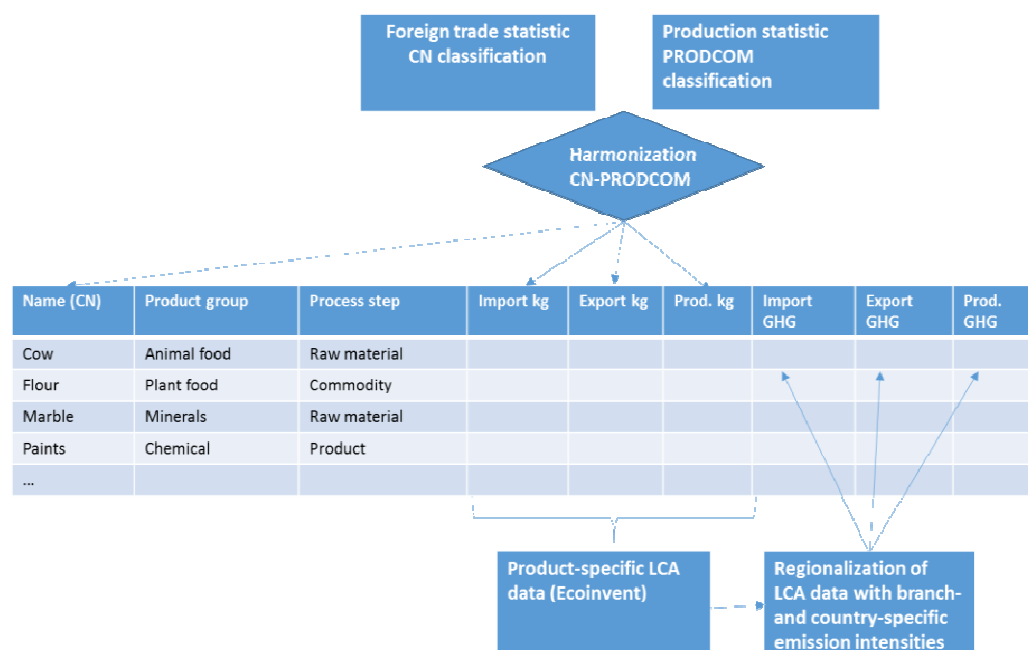 Foreign trade statistic
CN classification
Production statistic
PRODCOM
classification
Harmonization
CN-PRODCOM
Name (CN) Product group Process step Import kg Export kg Prod. kg Import GHG Export GHG Prod. GHG
Cow Animal food Raw material
Flour Plant food Commodity
Marble Minerals Raw material
Paints Chemical Product
...
Product-specific LCA
data (Ecoinvent)
Regionalization of
LCA data with branch-
and country-specific
emission intensities